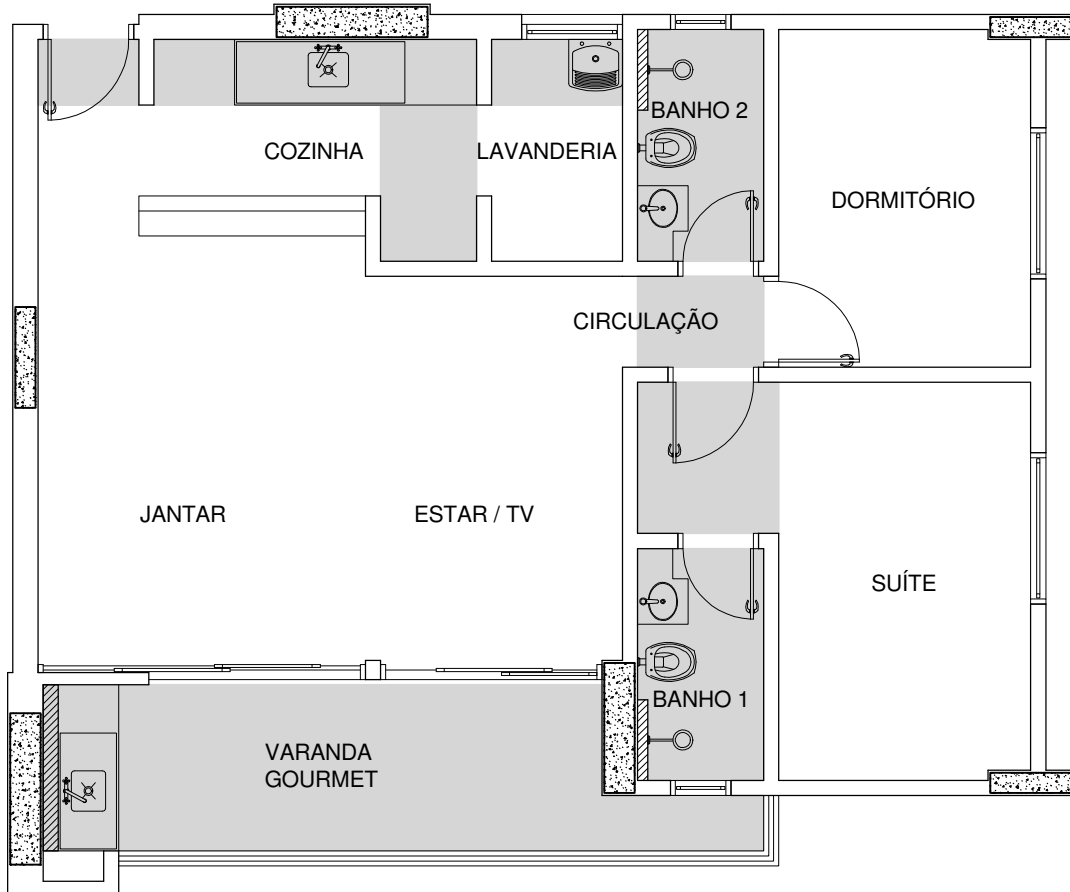 BANHO 2
COZINHA
LAVANDERIA
DORMITÓRIO
CIRCULAÇÃO
JANTAR
ESTAR / TV
SUÍTE
BANHO 1
VARANDA
GOURMET